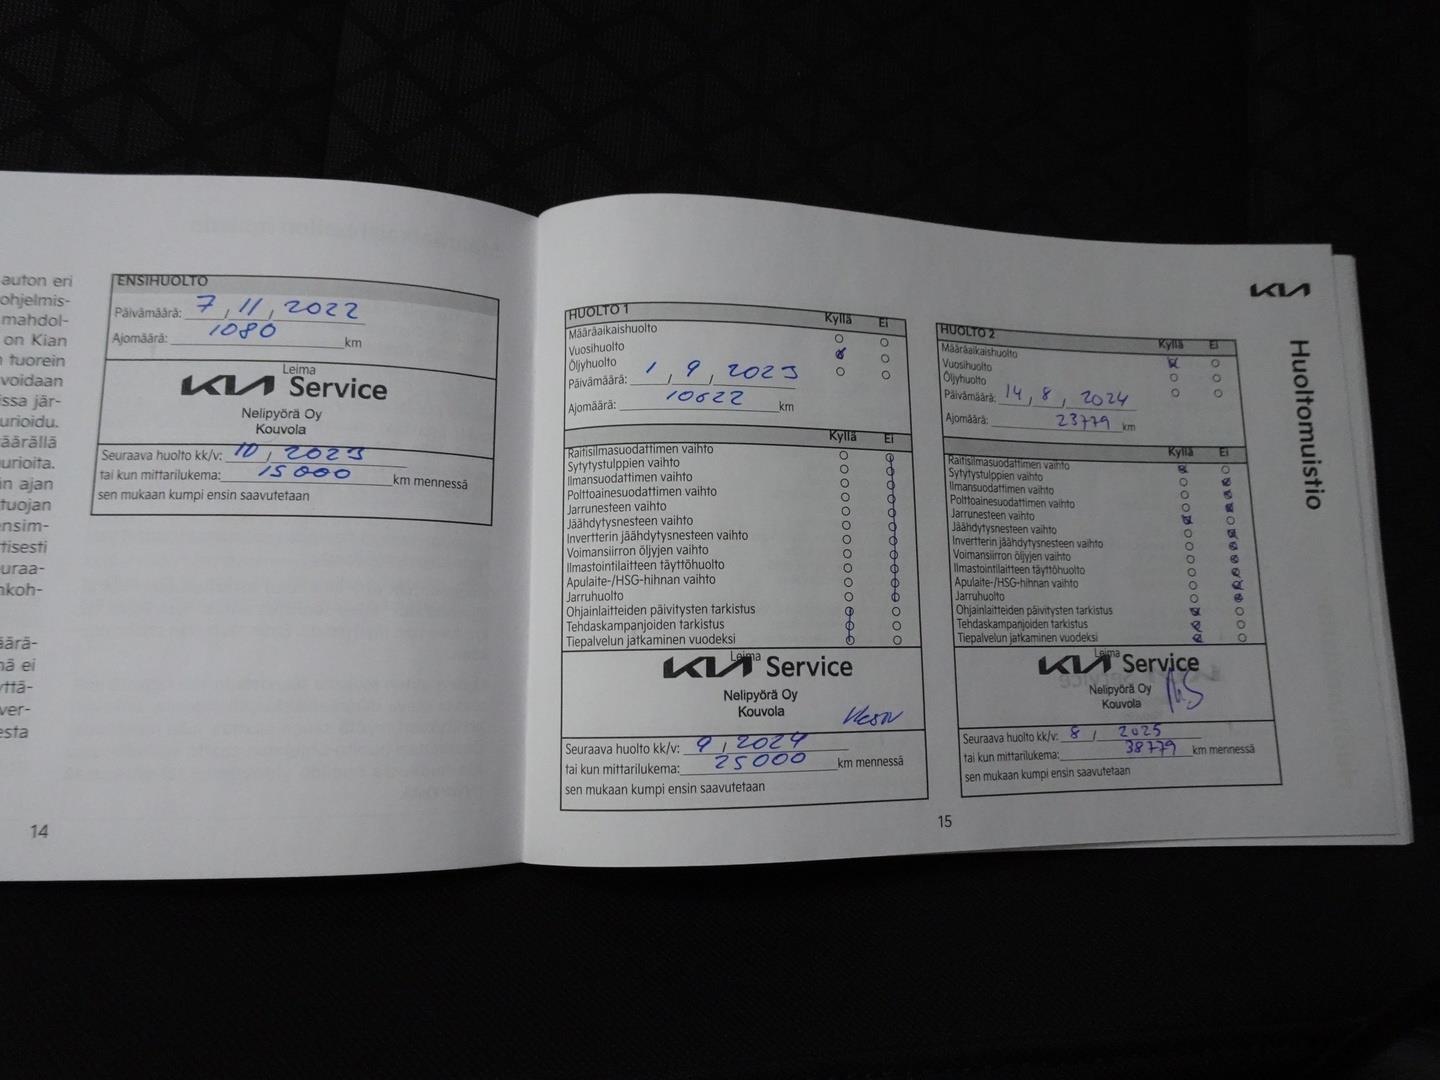 auton eri
ohjelmis-
mahdol-
on Kian
tuorein
voidaan
issa jär-
urioidu.
äärällä
urioita.
in ajan
tuojan
ensim-
tisesti
uraa-
nkoh-
äärä-
nä ei
yttä-
ver-
esta
14
ENSIHUOLTO
Päivämäärä: 7, 11, 2022
Ajomäärä: 1080 km
Leima
KIA Service
Nelipyörä Oy
Kouvola
Seuraava huolto kk/v: 10, 2023
tai kun mittarilukema: 15000 km mennessä
sen mukaan kumpi ensin saavutetaan
HUOLTO 1 Kyllä Ei
Määräaikaishuolto
Vuosihuolto
Öljyhuolto
Päivämäärä: 1, 9, 2023
Ajomäärä: 10622 km
Kyllä Ei
Raitisilmasuodattimen vaihto
Sytytystulppien vaihto
Ilmansuodattimen vaihto
Polttoainesuodattimen vaihto
Jarrunesteen vaihto
Jäähdytysnesteen vaihto
Invertterin jäähdytysnesteen vaihto
Voimansiirron öljyjen vaihto
Ilmastointilaitteen täyttöhuolto
Apulaite-/HSG-hihnan vaihto
Jarruhuolto
Ohjainlaitteiden päivitysten tarkistus
Tehdaskampanjoiden tarkistus
Tiepalvelun jatkaminen vuodeksi
Leima
KIA Service
Nelipyörä Oy
Kouvola
Seuraava huolto kk/v: 9, 2024
tai kun mittarilukema: 25000 km mennessä
sen mukaan kumpi ensin saavutetaan
15
KIA
HUOLTO 2 Kyllä Ei
Määräaikaishuolto
Vuosihuolto
Öljyhuolto
Päivämäärä: 14, 8, 2024
Ajomäärä: 23779 km
Kyllä Ei
Raitisilmasuodattimen vaihto
Sytytystulppien vaihto
Ilmansuodattimen vaihto
Polttoainesuodattimen vaihto
Jarrunesteen vaihto
Jäähdytysnesteen vaihto
Invertterin jäähdytysnesteen vaihto
Voimansiirron öljyjen vaihto
Ilmastointilaitteen täyttöhuolto
Apulaite-/HSG-hihnan vaihto
Jarruhuolto
Ohjainlaitteiden päivitysten tarkistus
Tehdaskampanjoiden tarkistus
Tiepalvelun jatkaminen vuodeksi
Leima
KIA Service
Nelipyörä Oy
Kouvola
Seuraava huolto kk/v: 8, 2025
tai kun mittarilukema: 38779 km mennessä
sen mukaan kumpi ensin saavutetaan
Huoltomuistio